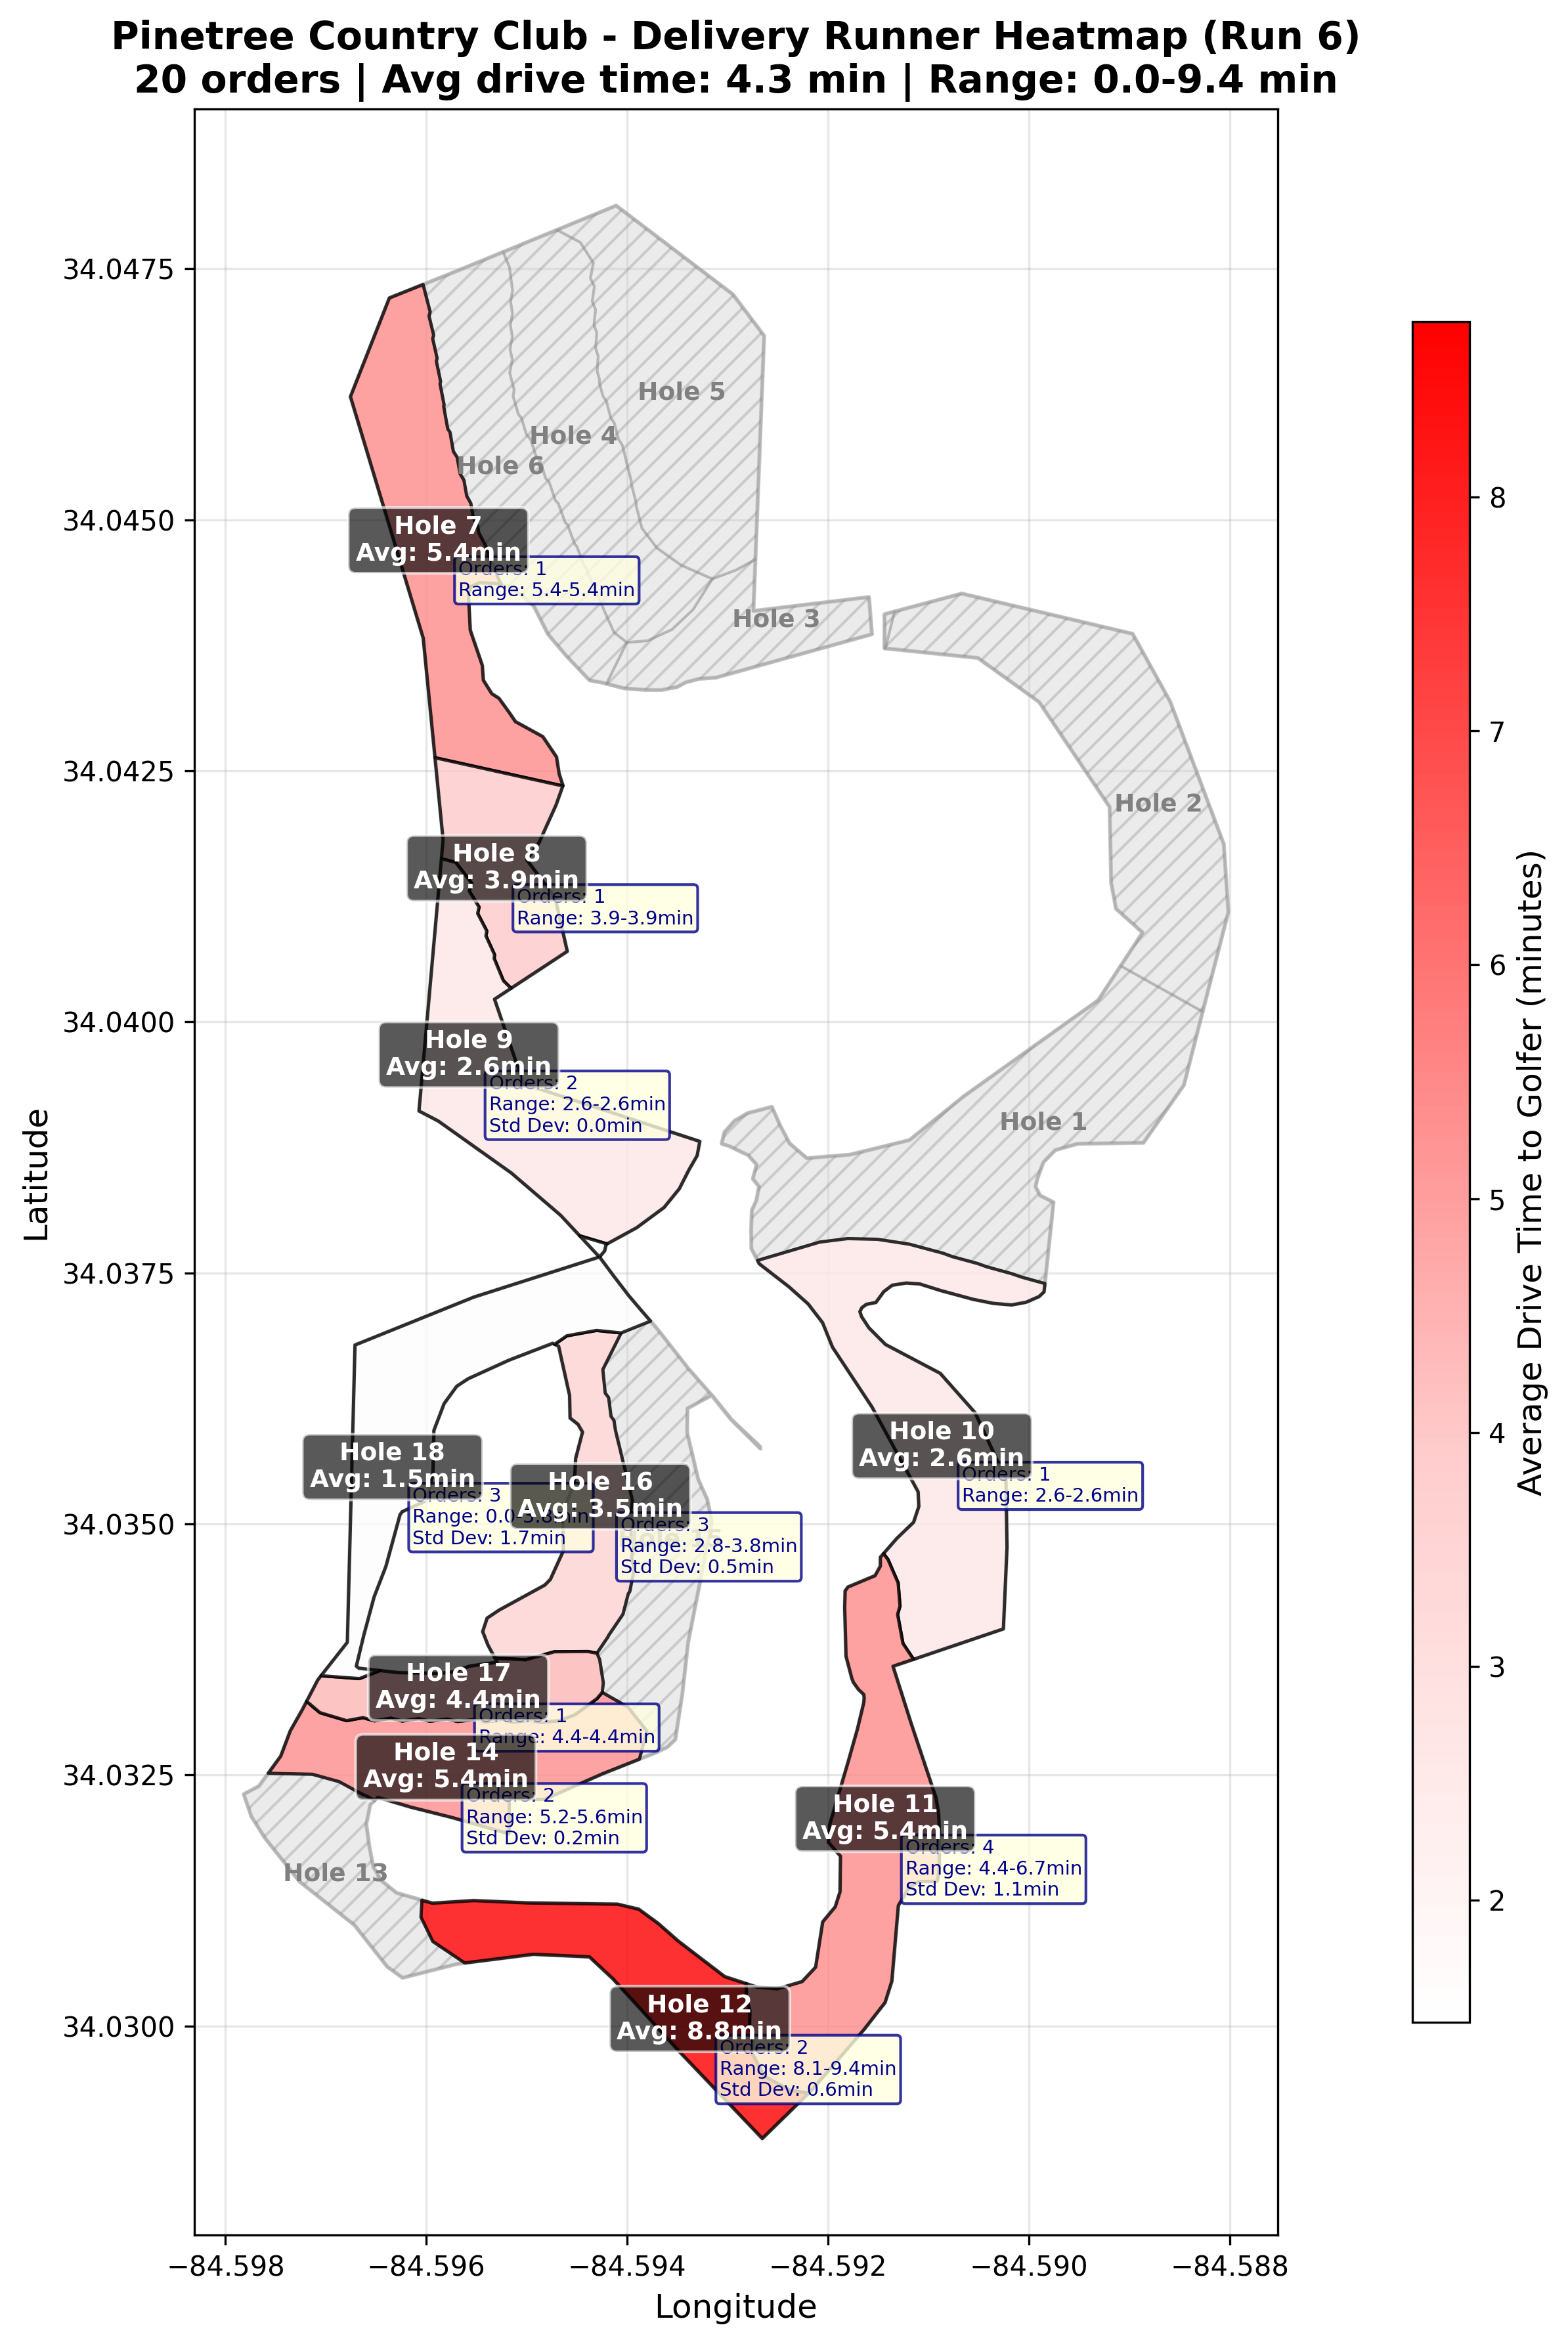 Pinetree Country Club - Delivery Runner Heatmap (Run 6)
20 orders | Avg drive time: 4.3 min | Range: 0.0-9.4 min
34.0475
34.0450
34.0425
34.0400
34.0375
34.0350
34.0325
34.0300
Latitude
Hole 5
Hole 4
Hole 6
Hole 7
Avg: 5.4min
Orders: 1
Range: 5.4-5.4min
Hole 3
Hole 2
Hole 8
Avg: 3.9min
Orders: 1
Range: 3.9-3.9min
Hole 9
Avg: 2.6min
Orders: 2
Range: 2.6-2.6min
Std Dev: 0.0min
Hole 1
Hole 10
Avg: 2.6min
Orders: 1
Range: 2.6-2.6min
Hole 18
Avg: 1.5min
Orders: 3
Range: 0.0-3.8min
Std Dev: 1.7min
Hole 16
Avg: 3.5min
Orders: 3
Range: 2.8-3.8min
Std Dev: 0.5min
Hole 17
Avg: 4.4min
Orders: 1
Range: 4.4-4.4min
Hole 14
Avg: 5.4min
Orders: 2
Range: 5.2-5.6min
Std Dev: 0.2min
Hole 11
Avg: 5.4min
Orders: 4
Range: 4.4-6.7min
Std Dev: 1.1min
Hole 13
Hole 12
Avg: 8.8min
Orders: 2
Range: 8.1-9.4min
Std Dev: 0.6min
−84.598
−84.596
−84.594
−84.592
−84.590
−84.588
Longitude
8
7
6
5
4
3
2
Average Drive Time to Golfer (minutes)